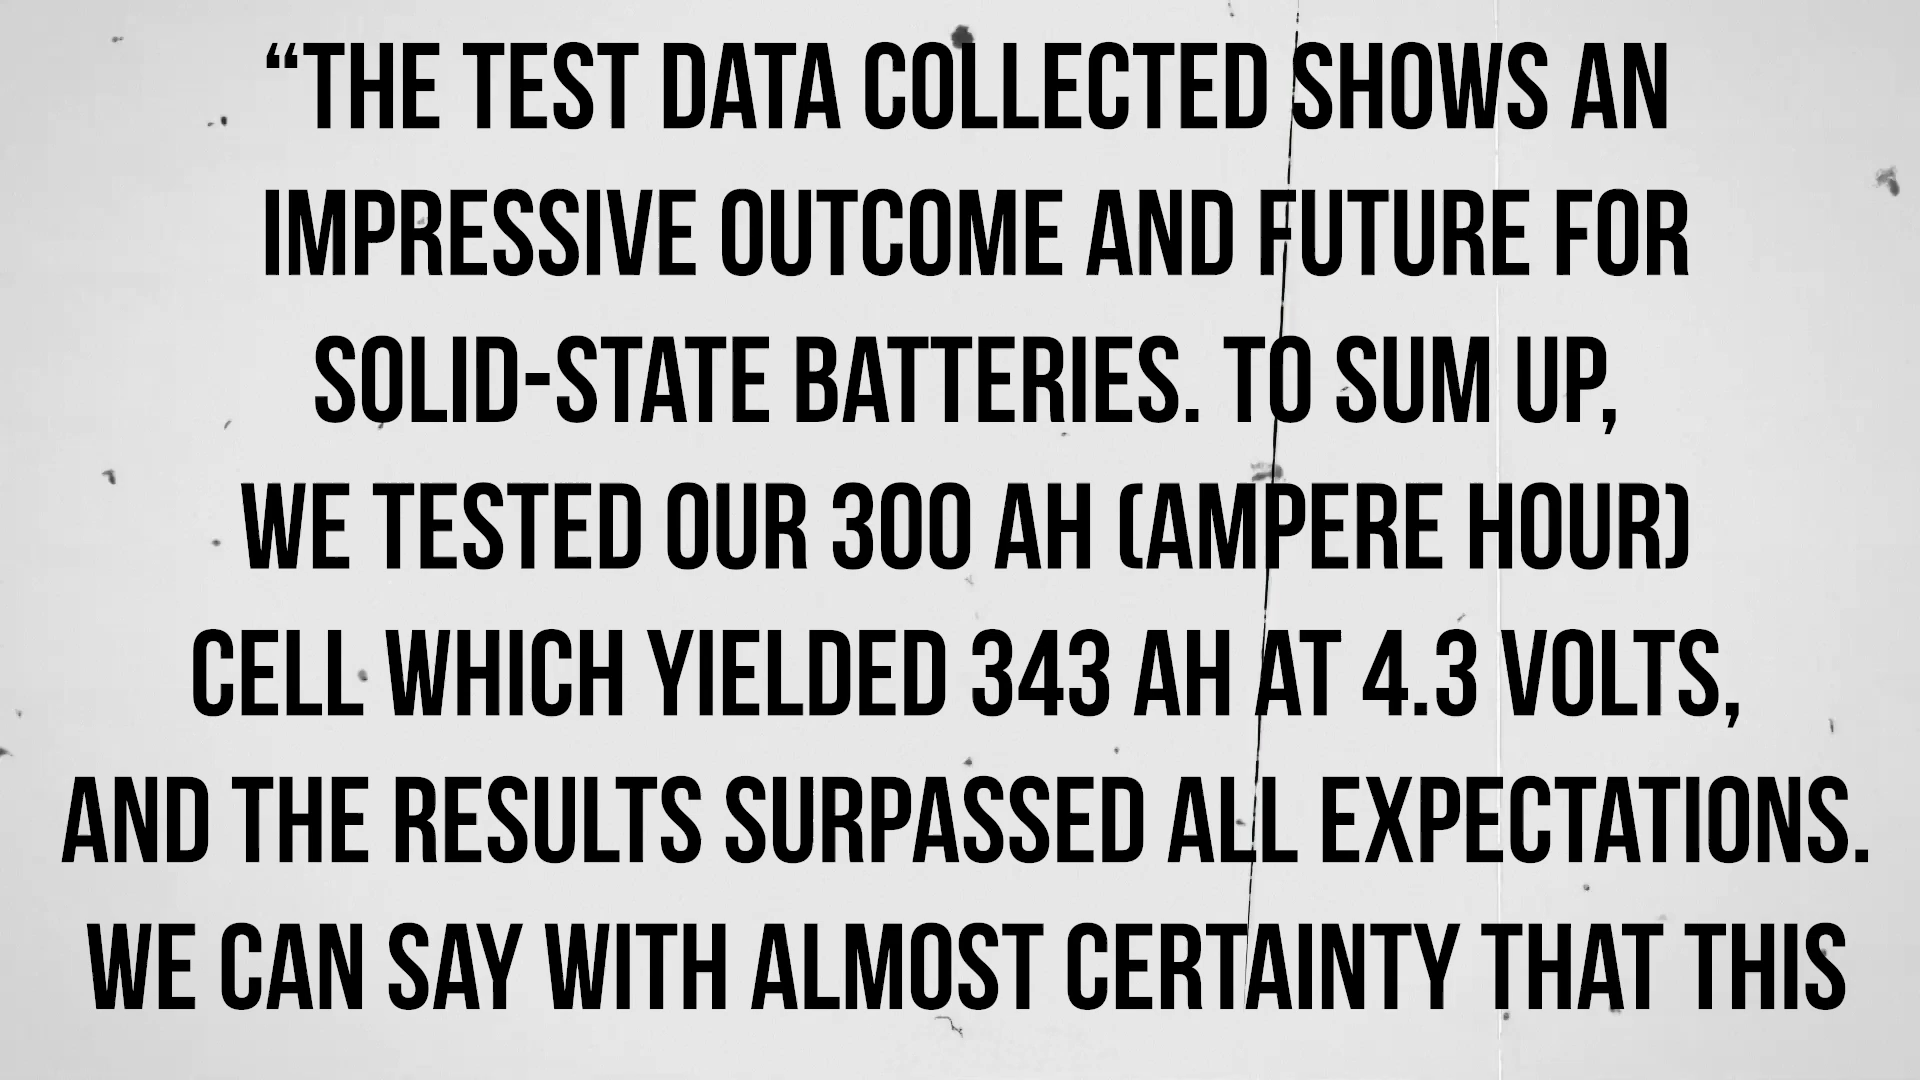 “THE TEST DATA COLLECTED SHOWS AN
IMPRESSIVE OUTCOME AND FUTURE FOR
SOLID-STATE BATTERIES. TO SUM UP,
WE TESTED OUR 300 AH (AMPERE HOUR)
CELL WHICH YIELDED 343 AH AT 4.3 VOLTS,
AND THE RESULTS SURPASSED ALL EXPECTATIONS.
WE CAN SAY WITH ALMOST CERTAINTY THAT THIS